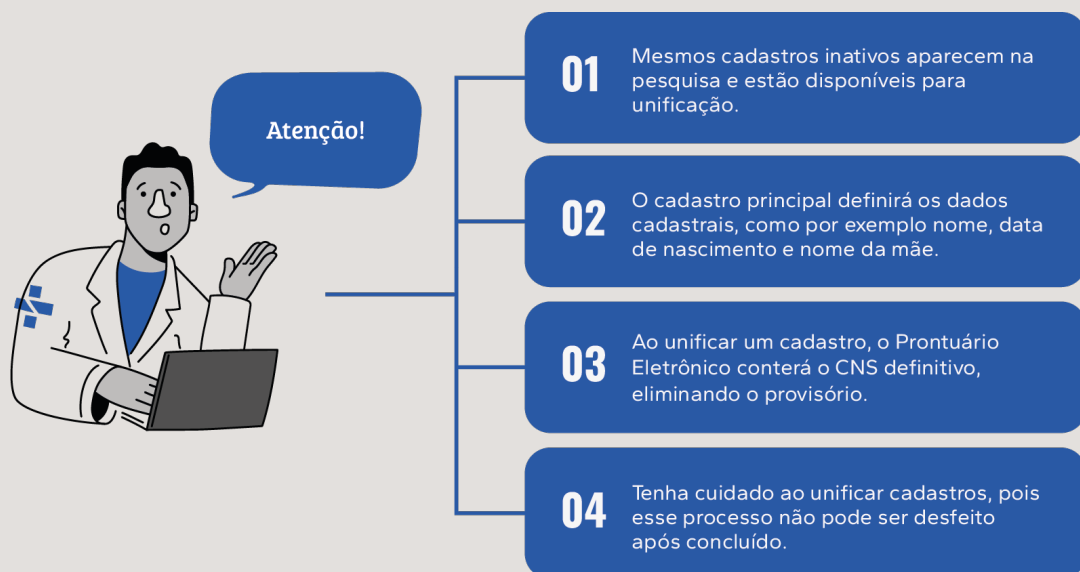 Atenção!
01
Mesmos cadastros inativos aparecem na
pesquisa e estão disponíveis para
unificação.
02
O cadastro principal definirá os dados
cadastrais, como por exemplo nome, data
de nascimento e nome da mãe.
03
Ao unificar um cadastro, o Prontuário
Eletrônico conterá o CNS definitivo,
eliminando o provisório.
04
Tenha cuidado ao unificar cadastros, pois
esse processo não pode ser desfeito
após concluído.